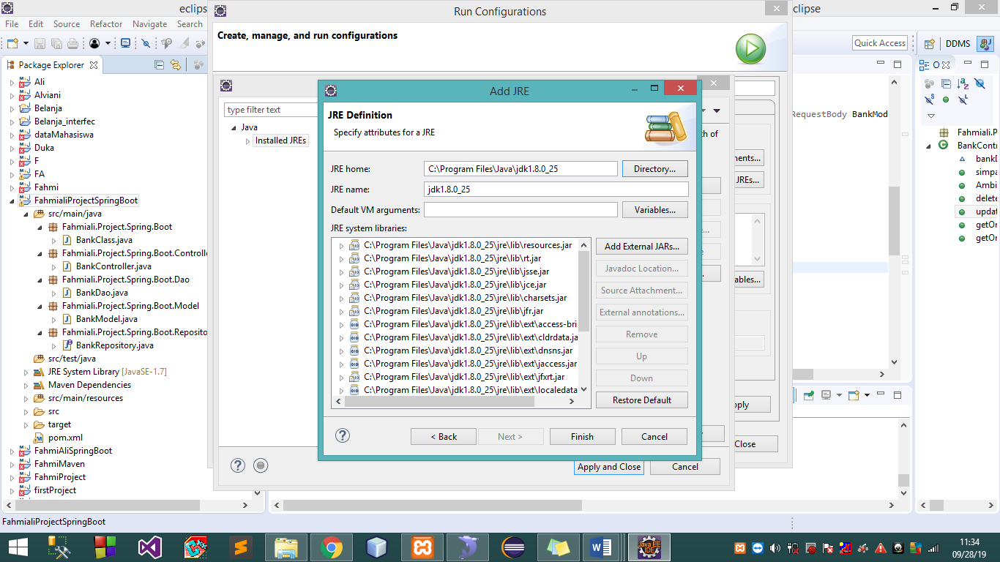 eclips
Run Configurations
clipse
File Edit Source Refactor Navigate Search
Create, manage, and run configurations
Quick Access
DDMS
Package Explorer
O
Ali
Alviani
Belanja
Belanja_interfec
dataMahasiswa
Duka
F
FA
Fahmi
FahmialiProjectSpringBoot
src/main/java
Fahmiali.Project.Spring.Boot
BankClass.java
Fahmiali.Project.Spring.Boot.Controlle
BankController.java
Fahmiali.Project.Spring.Boot.Dao
BankDao.java
Fahmiali.Project.Spring.Boot.Model
BankModel.java
Fahmiali.Project.Spring.Boot.Reposito
BankRepository.java
src/test/java
JRE System Library [JavaSE-1.7]
Maven Dependencies
src/main/resources
src
target
pom.xml
FahmiAliSpringBoot
FahmiMaven
FahmiProject
firstProject
type filter text
Java
Installed JREs
Add JRE
JRE Definition
Specify attributes for a JRE
JRE home: C:\Program Files\Java\jdk1.8.0_25 Directory...
JRE name: jdk1.8.0_25
Default VM arguments: Variables...
JRE system libraries:
C:\Program Files\Java\jdk1.8.0_25\jre\lib\resources.jar
C:\Program Files\Java\jdk1.8.0_25\jre\lib\rt.jar
C:\Program Files\Java\jdk1.8.0_25\jre\lib\jsse.jar
C:\Program Files\Java\jdk1.8.0_25\jre\lib\jce.jar
C:\Program Files\Java\jdk1.8.0_25\jre\lib\charsets.jar
C:\Program Files\Java\jdk1.8.0_25\jre\lib\jfr.jar
C:\Program Files\Java\jdk1.8.0_25\jre\lib\ext\access-bri
C:\Program Files\Java\jdk1.8.0_25\jre\lib\ext\cldrdata.ja
C:\Program Files\Java\jdk1.8.0_25\jre\lib\ext\dnsns.jar
C:\Program Files\Java\jdk1.8.0_25\jre\lib\ext\jaccess.jar
C:\Program Files\Java\jdk1.8.0_25\jre\lib\ext\jfxrt.jar
C:\Program Files\Java\jdk1.8.0_25\jre\lib\ext\localedata
Add External JARs...
Javadoc Location...
Source Attachment...
External annotations...
Remove
Up
Down
Restore Default
< Back Next > Finish Cancel
Apply and Close Cancel
ch of
ments...
JREs...
e...
e
ables...
pply
Close
RequestBody BankMod
Fahmiali.P
BankContr
bankD
simpa
Ambi
delete
updat
getOr
getOr
FahmialiProjectSpringBoot
Java EE
IDE
11:34
09/28/19